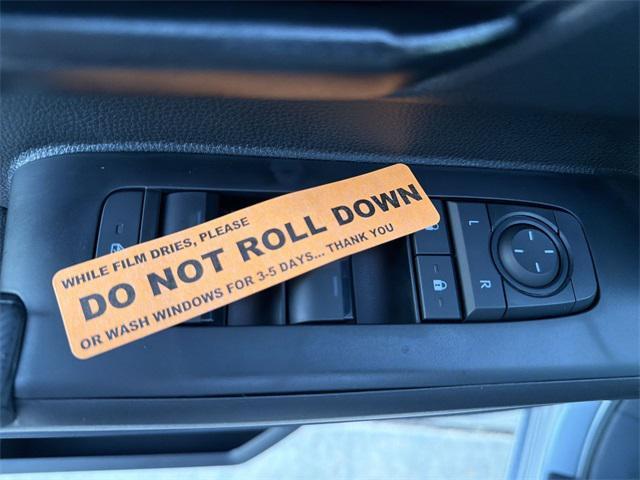 WHILE FILM DRIES, PLEASE
DO NOT ROLL DOWN
OR WASH WINDOWS FOR 3-5 DAYS... THANK YOU
L
R